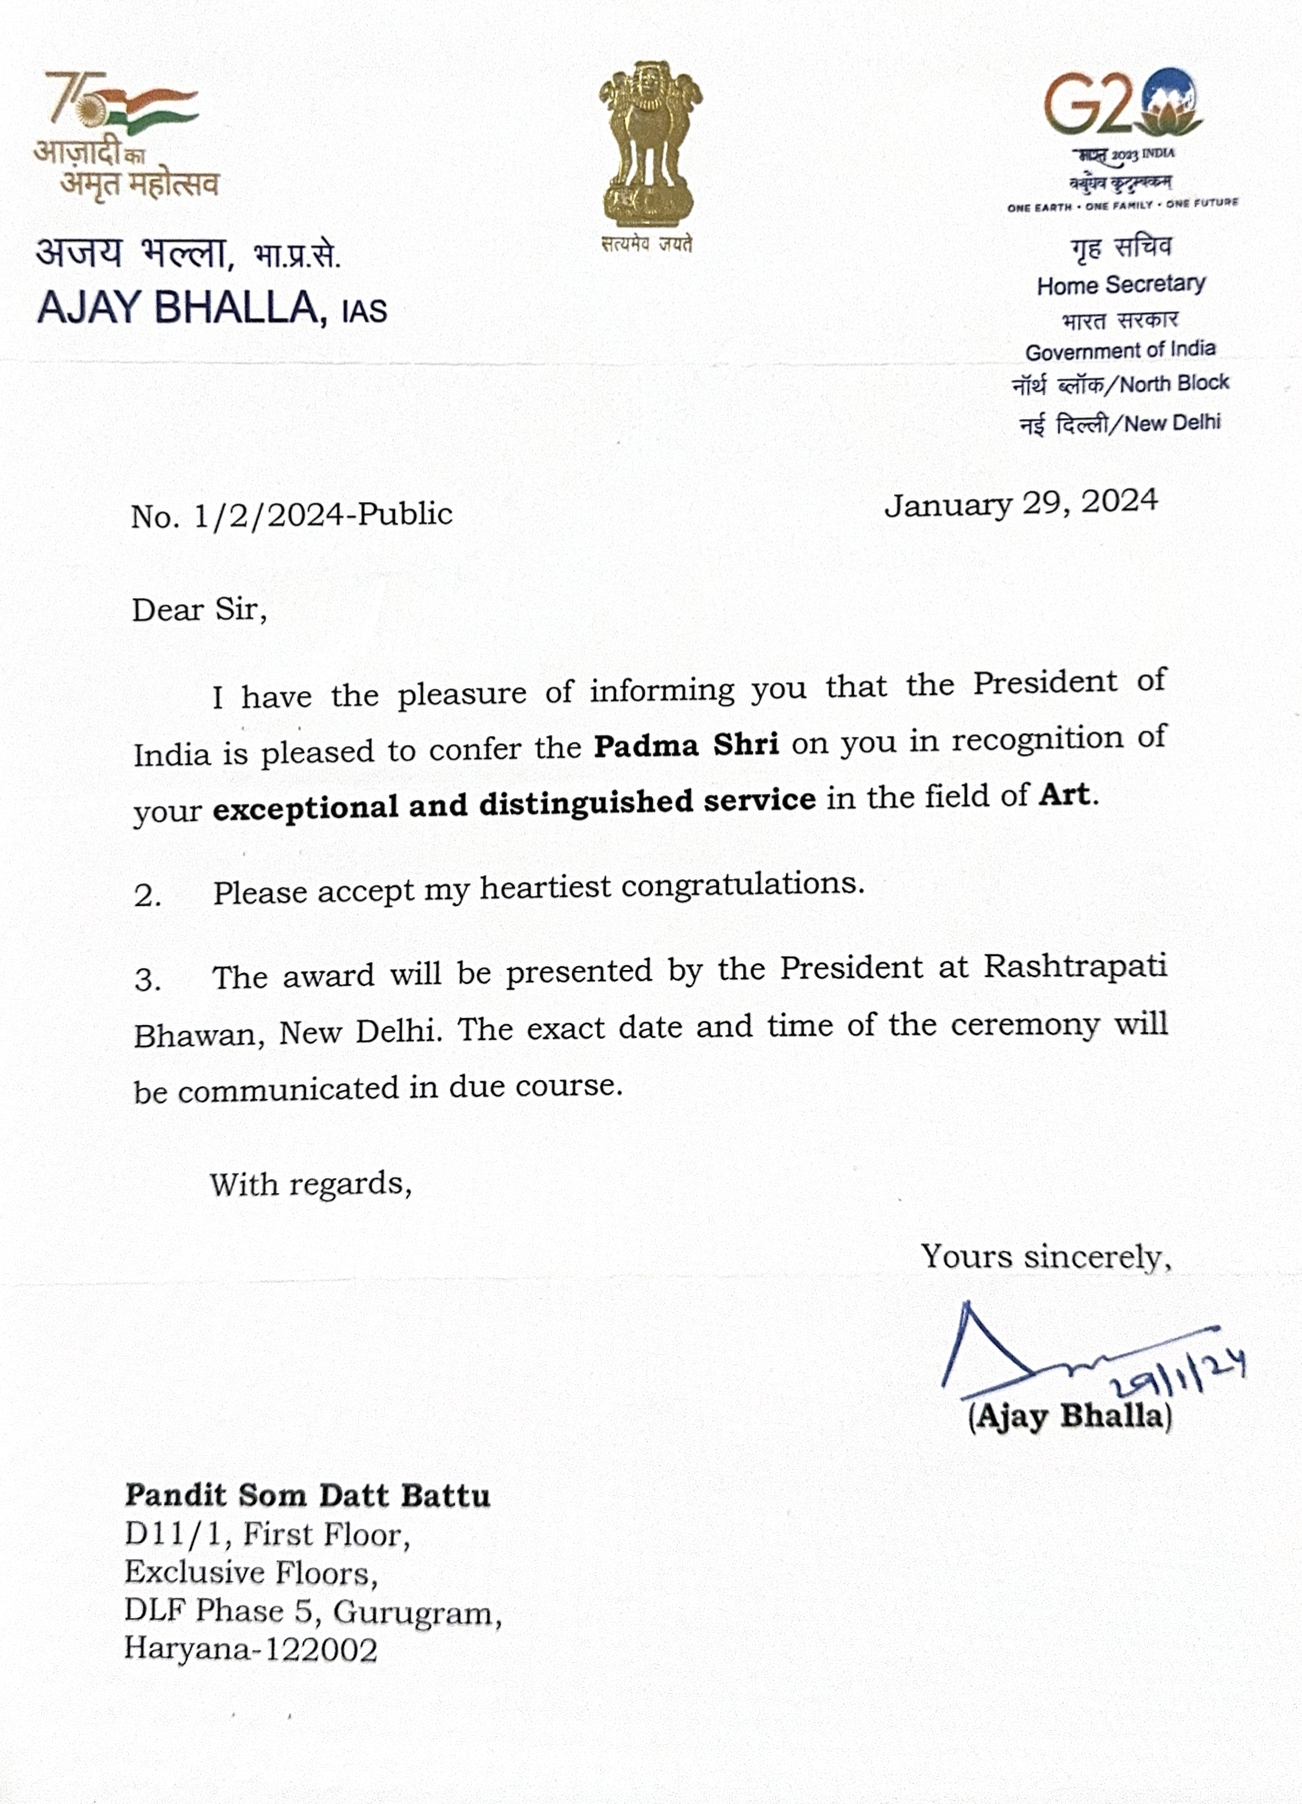 75
आज़ादी का
अमृत महोत्सव
अजय भल्ला, भा.प्र.से.
AJAY BHALLA, IAS
सत्यमेव जयते
G20
भारत 2023 INDIA
वसुधैव कुटुम्बकम्
ONE EARTH • ONE FAMILY • ONE FUTURE
गृह सचिव
Home Secretary
भारत सरकार
Government of India
नॉर्थ ब्लॉक/North Block
नई दिल्ली/New Delhi
No. 1/2/2024-Public
January 29, 2024
Dear Sir,
I have the pleasure of informing you that the President of
India is pleased to confer the Padma Shri on you in recognition of
your exceptional and distinguished service in the field of Art.
2. Please accept my heartiest congratulations.
3. The award will be presented by the President at Rashtrapati
Bhawan, New Delhi. The exact date and time of the ceremony will
be communicated in due course.
With regards,
Yours sincerely,
29/1/24
(Ajay Bhalla)
Pandit Som Datt Battu
D11/1, First Floor,
Exclusive Floors,
DLF Phase 5, Gurugram,
Haryana-122002